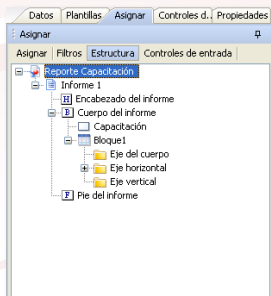 Datos Plantillas Asignar Controles d.. Propiedades
Asignar
Asignar Filtros Estructura Controles de entrada
Reporte Capacitación
Informe 1
H Encabezado del informe
B Cuerpo del informe
Capacitación
Bloque1
Eje del cuerpo
Eje horizontal
Eje vertical
F Pie del informe